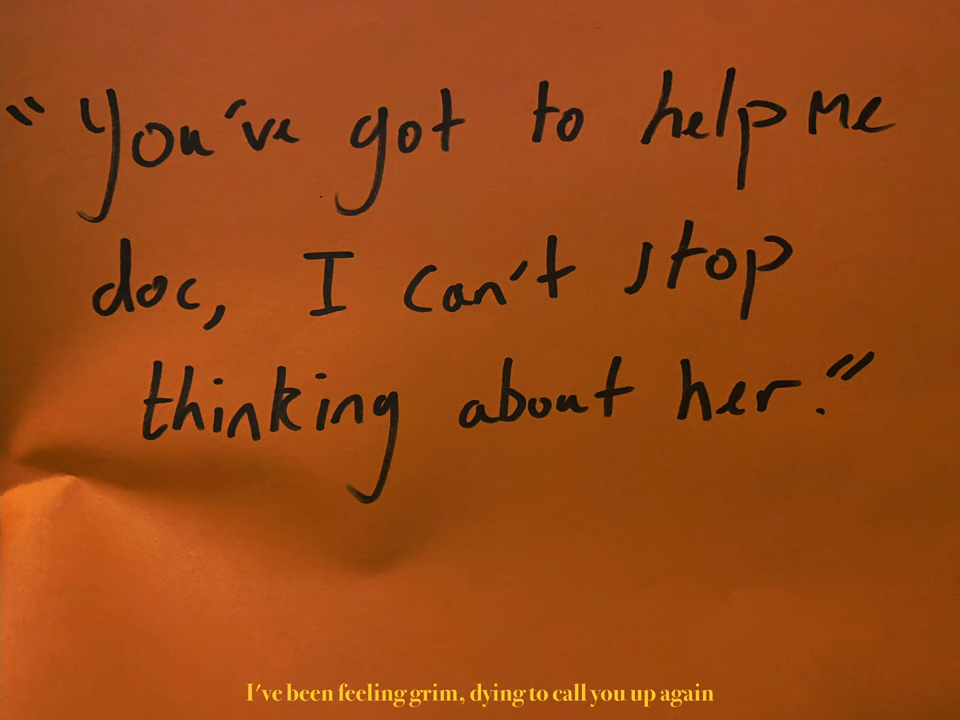 "You've got to help me
doc, I can't stop
thinking about her."
I've been feeling grim, dying to call you up again